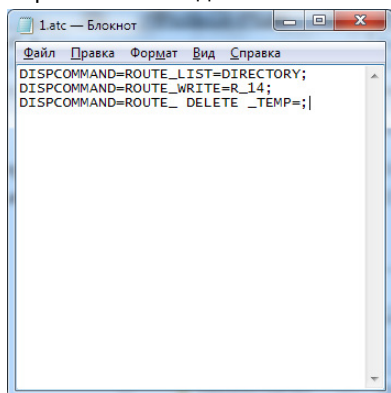 1.atc — Блокнот
Файл Правка Формат Вид Справка
DISPCOMMAND=ROUTE_LIST=DIRECTORY;
DISPCOMMAND=ROUTE_WRITE=R_14;
DISPCOMMAND=ROUTE_ DELETE _TEMP=;